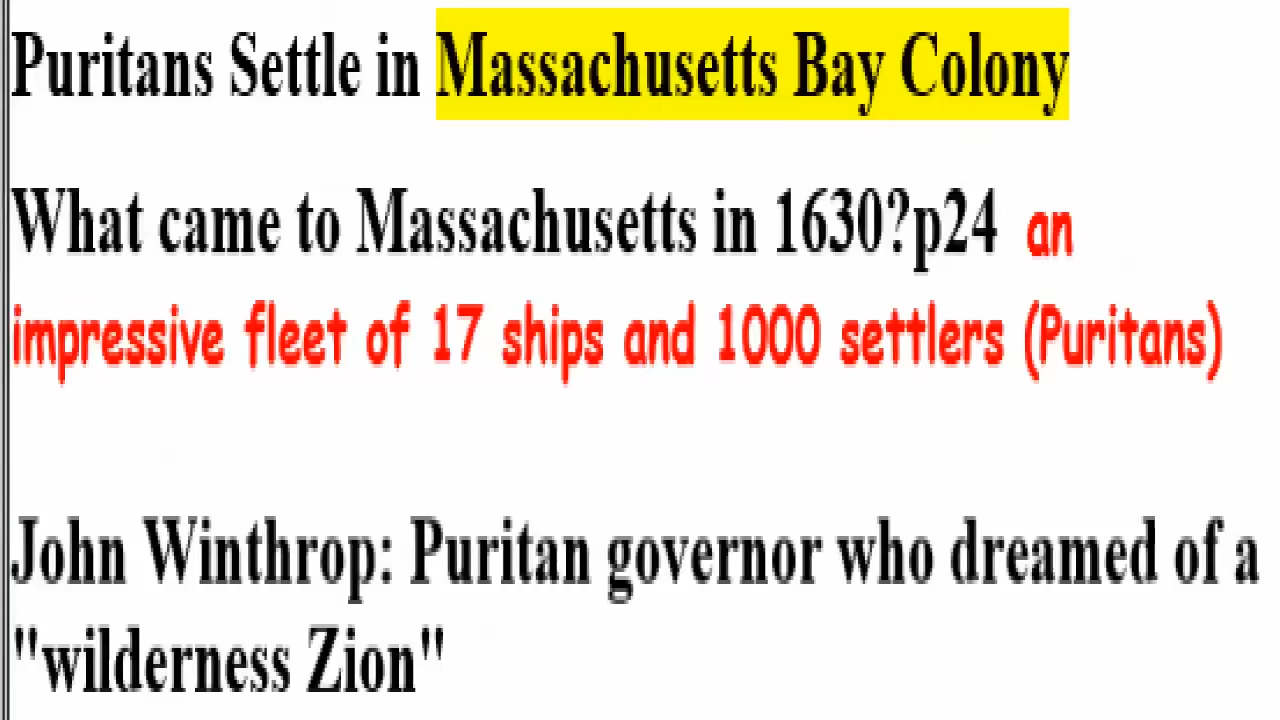 Puritans Settle in Massachusetts Bay Colony
What came to Massachusetts in 1630?p24 an
impressive fleet of 17 ships and 1000 settlers (Puritans)
John Winthrop: Puritan governor who dreamed of a
"wilderness Zion"